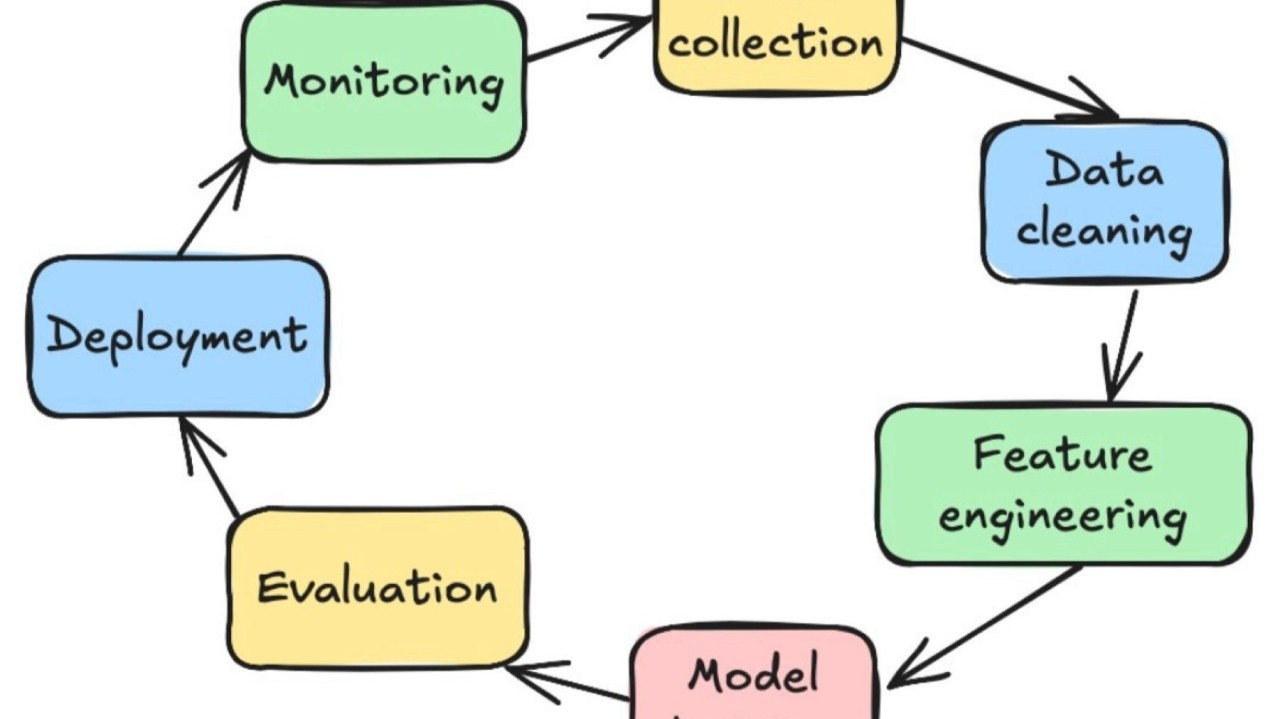 collection
Monitoring
Data
cleaning
Deployment
Feature
engineering
Evaluation
Model